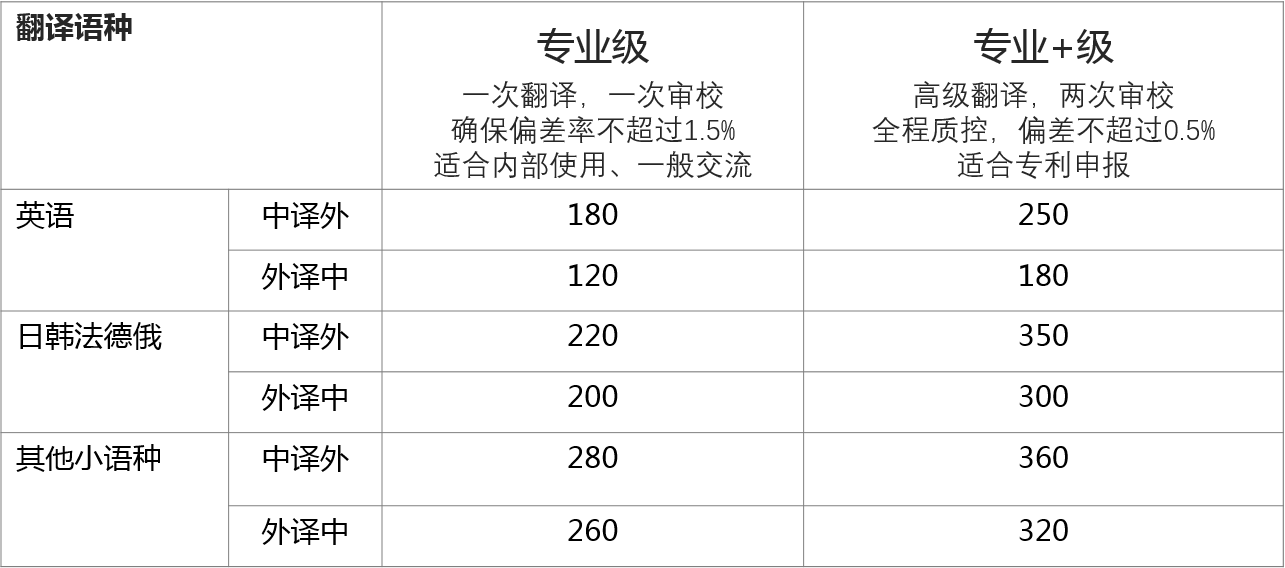 翻译语种
专业级
一次翻译，一次审校
确保偏差率不超过1.5%
适合内部使用、一般交流
专业+级
高级翻译，两次审校
全程质控，偏差不超过0.5%
适合专利申报
英语
中译外
180
250
外译中
120
180
日韩法德俄
中译外
220
350
外译中
200
300
其他小语种
中译外
280
360
外译中
260
320